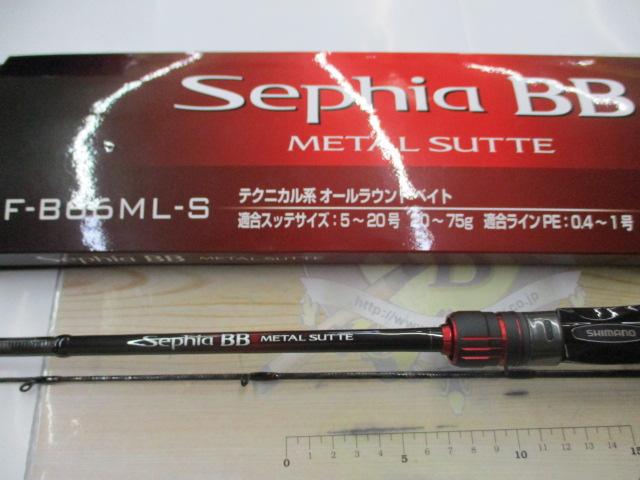 Sephia BB
METAL SUTTE
F-B66ML-S
テクニカル系 オールラウンドベイト
適合スッテサイズ：5～20号 20～75g 適合ラインPE：0.4～1号
Sephia BB METAL SUTTE
Sephia BB METAL SUTTE
SHIMANO
0 5 10 15